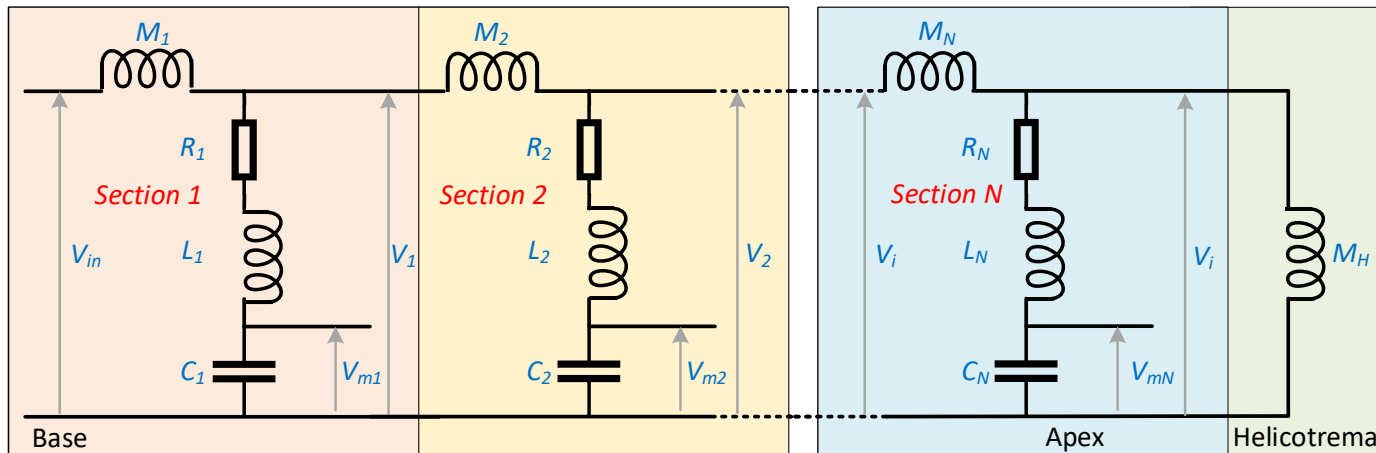 M1 M2 MN
R1 R2 RN
Section 1 Section 2 Section N
Vin L1 V1 L2 V2 Vi LN Vi MH
C1 Vm1 C2 Vm2 CN VmN
Base Apex Helicotrema